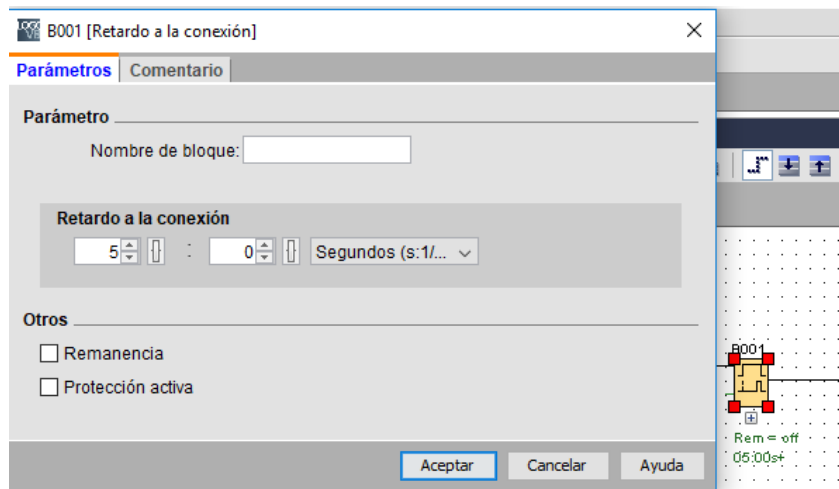 B001 [Retardo a la conexión]
Parámetros Comentario
Parámetro
Nombre de bloque:
Retardo a la conexión
5 : 0 Segundos (s:1/...
Otros
Remanencia
Protección activa
Aceptar Cancelar Ayuda
B001
Rem = off
05:00s+